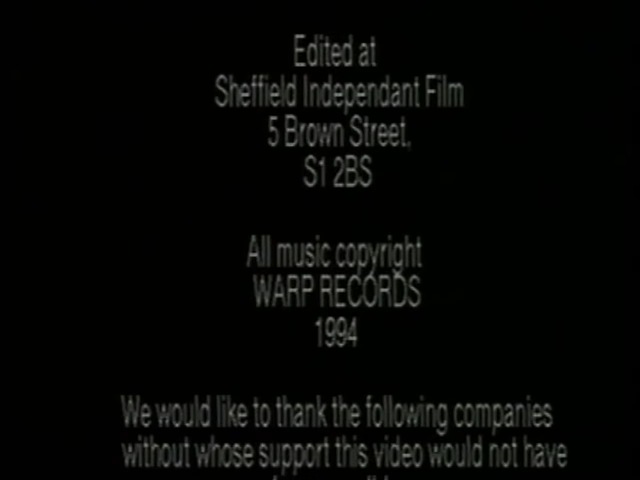 Edited at
Sheffield Independant Film
5 Brown Street,
S1 2BS
All music copyright
WARP RECORDS
1994
We would like to thank the following companies
without whose support this video would not have